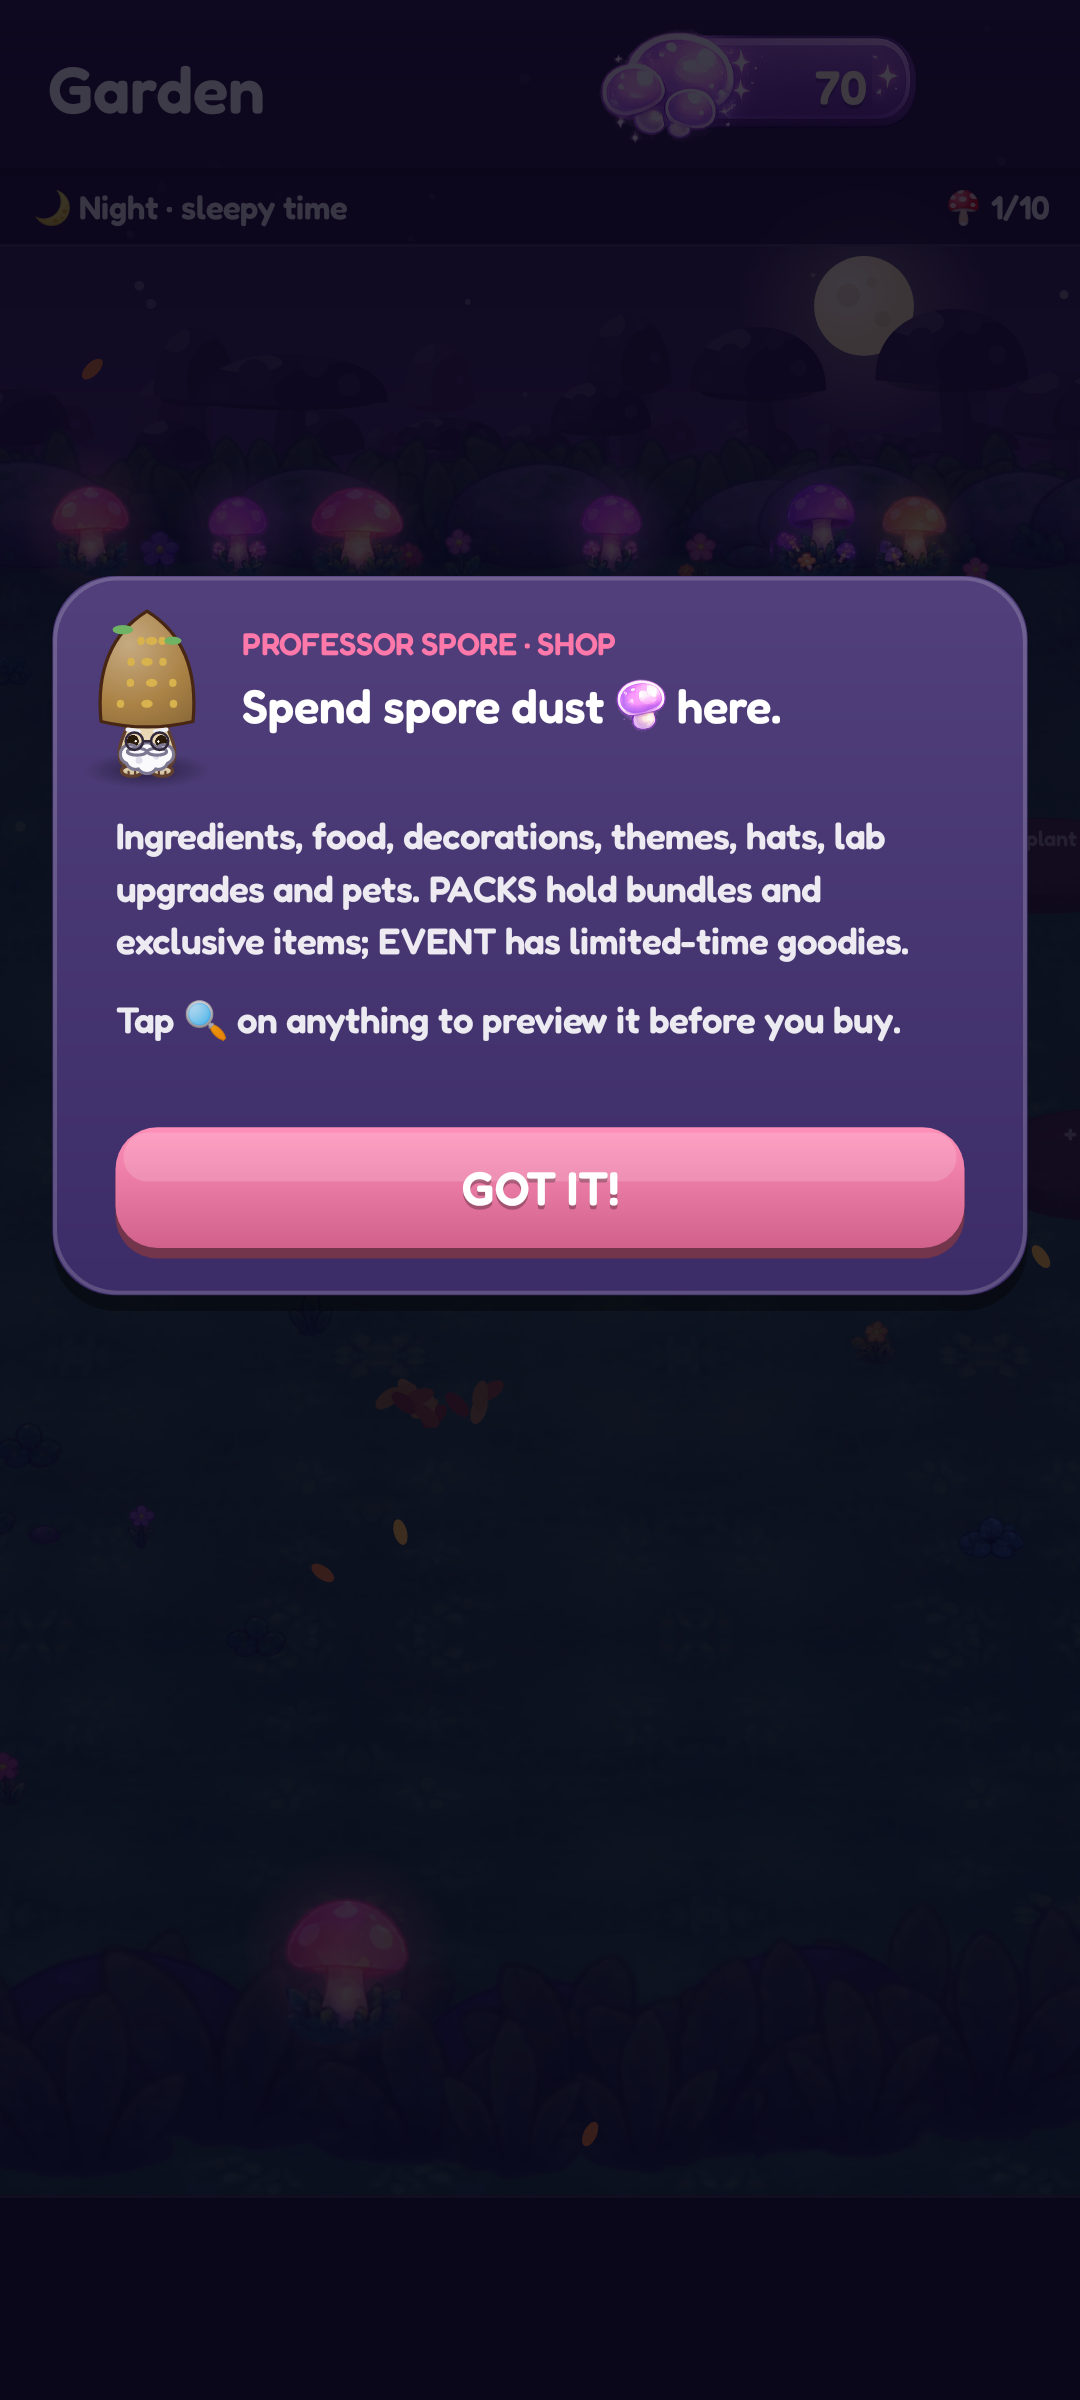 Garden
70
🌙 Night · sleepy time
🍄 1/10
PROFESSOR SPORE · SHOP
Spend spore dust here.
Ingredients, food, decorations, themes, hats, lab
upgrades and pets. PACKS hold bundles and
exclusive items; EVENT has limited-time goodies.
Tap 🔍 on anything to preview it before you buy.
plant
+
GOT IT!